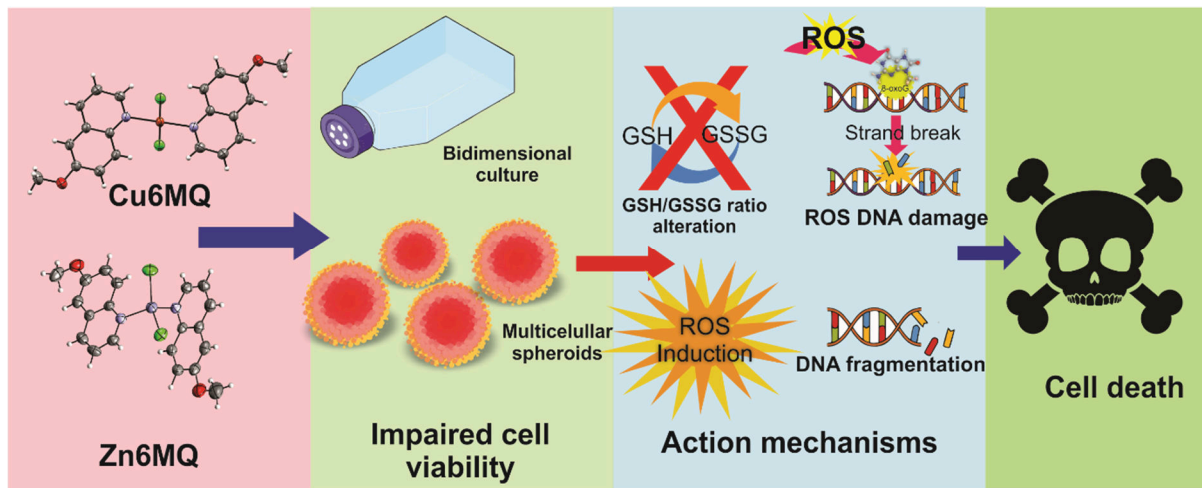 Cu6MQ
Zn6MQ
Bidimensional
culture
Multicelullar
spheroids
Impaired cell
viability
GSH
GSSG
GSH/GSSG ratio
alteration
ROS
Induction
ROS
8-oxoG
Strand break
ROS DNA damage
DNA fragmentation
Action mechanisms
Cell death